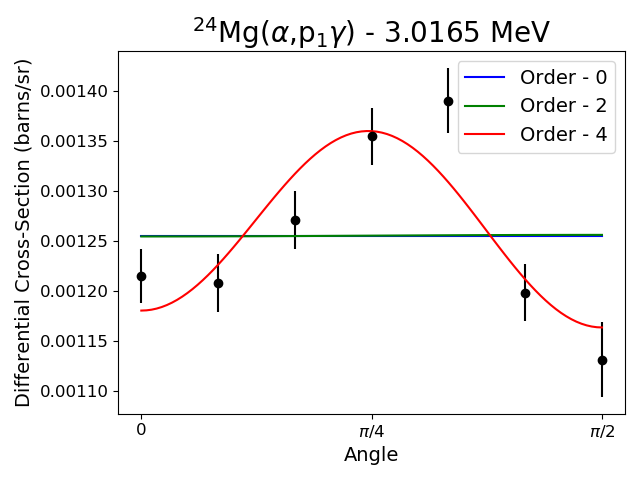 ²⁴Mg(α,p₁γ) - 3.0165 MeV
Differential Cross-Section (barns/sr)
0.00140
0.00135
0.00130
0.00125
0.00120
0.00115
0.00110
Order - 0
Order - 2
Order - 4
0
π/4
π/2
Angle